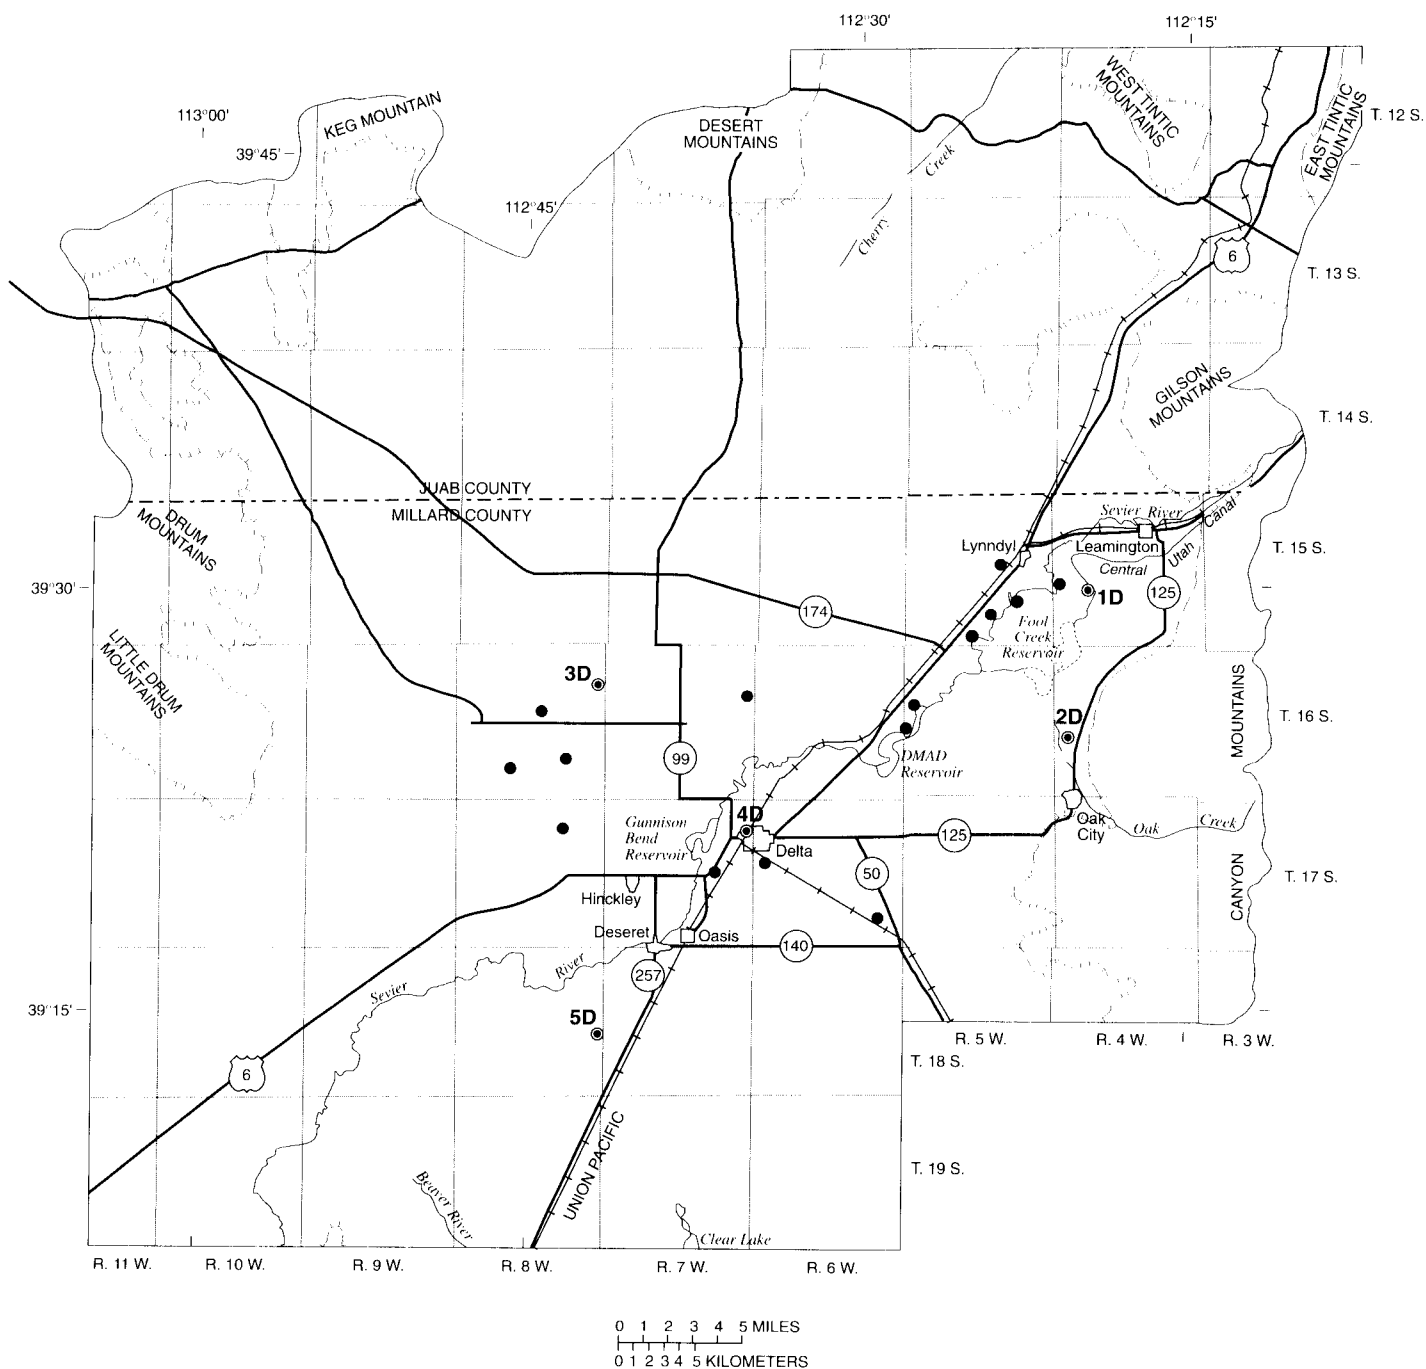 112°30'
112°15'
113°00'
KEG MOUNTAIN
39°45'
DESERT
MOUNTAINS
WEST TINTIC
MOUNTAINS
EAST TINTIC
MOUNTAINS
T. 12 S.
112°45'
Cherry
Creek
6
T. 13 S.
GILSON
MOUNTAINS
T. 14 S.
JUAB COUNTY
MILLARD COUNTY
DRUM
MOUNTAINS
Sevier River
Canal
Lynndyl
Leamington
Utah
Central
T. 15 S.
39°30'
174
1D
125
Fool
Creek
Reservoir
LITTLE DRUM
MOUNTAINS
3D
2D
MOUNTAINS
T. 16 S.
99
DMAD
Reservoir
4D
Gunnison
Bend
Reservoir
Delta
125
Oak
City
Oak
Creek
50
CANYON
T. 17 S.
Hinckley
Deseret
Oasis
140
River
Sevier
257
39°15'
5D
R. 5 W.
R. 4 W.
R. 3 W.
T. 18 S.
6
UNION PACIFIC
T. 19 S.
Beaver River
Clear Lake
R. 11 W.
R. 10 W.
R. 9 W.
R. 8 W.
R. 7 W.
R. 6 W.
0 1 2 3 4 5 MILES
0 1 2 3 4 5 KILOMETERS